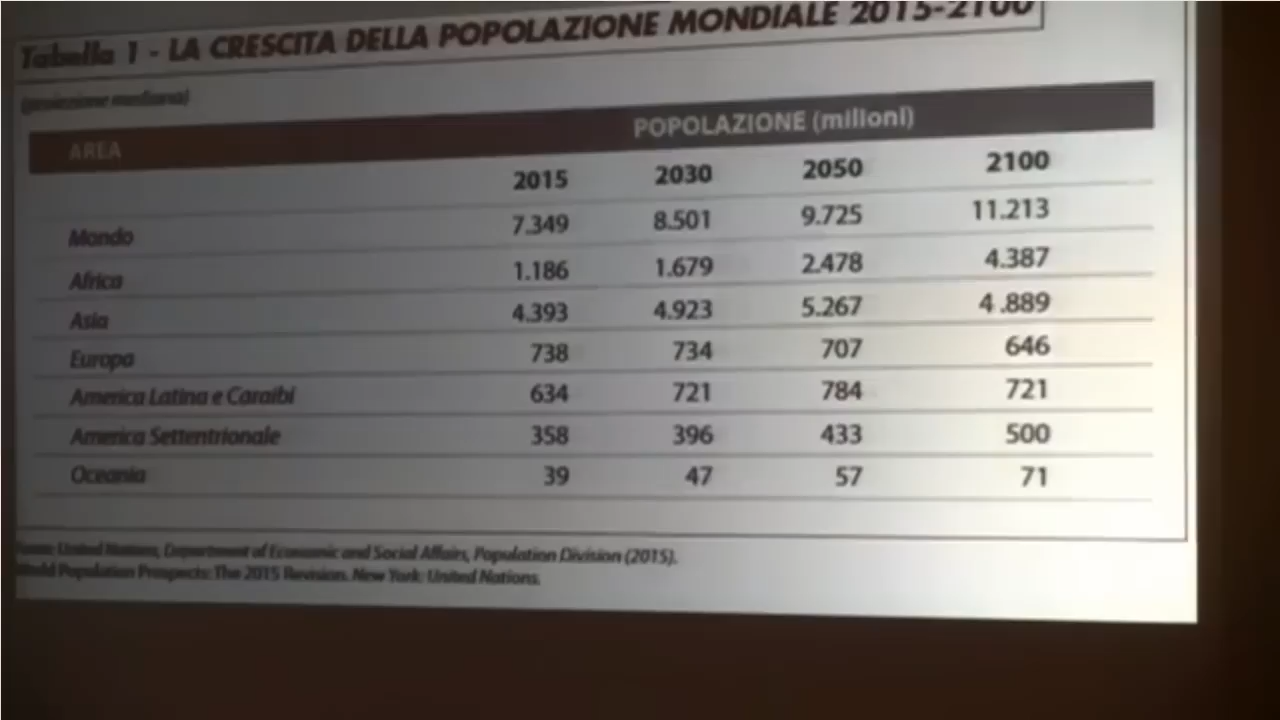 Tabella 1 - LA CRESCITA DELLA POPOLAZIONE MONDIALE 2015-2100
(proiezione mediana)
AREA POPOLAZIONE (milioni)
2015 2030 2050 2100
Mondo 7.349 8.501 9.725 11.213
Africa 1.186 1.679 2.478 4.387
Asia 4.393 4.923 5.267 4.889
Europa 738 734 707 646
America Latina e Caraibi 634 721 784 721
America Settentrionale 358 396 433 500
Oceania 39 47 57 71
Fonte: United Nations, Department of Economic and Social Affairs, Population Division (2015).
World Population Prospects: The 2015 Revision. New York: United Nations.